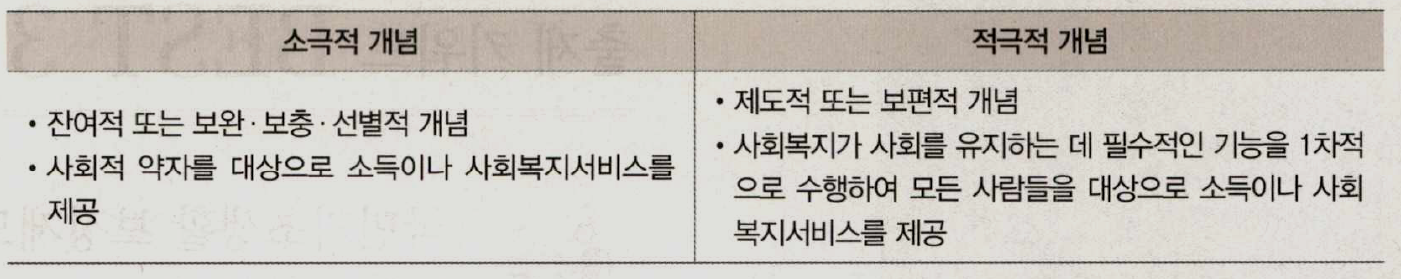 소극적 개념
적극적 개념
• 잔여적 또는 보완·보충·선별적 개념
• 사회적 약자를 대상으로 소득이나 사회복지서비스를
제공
• 제도적 또는 보편적 개념
• 사회복지가 사회를 유지하는 데 필수적인 기능을 1차적
으로 수행하여 모든 사람들을 대상으로 소득이나 사회
복지서비스를 제공